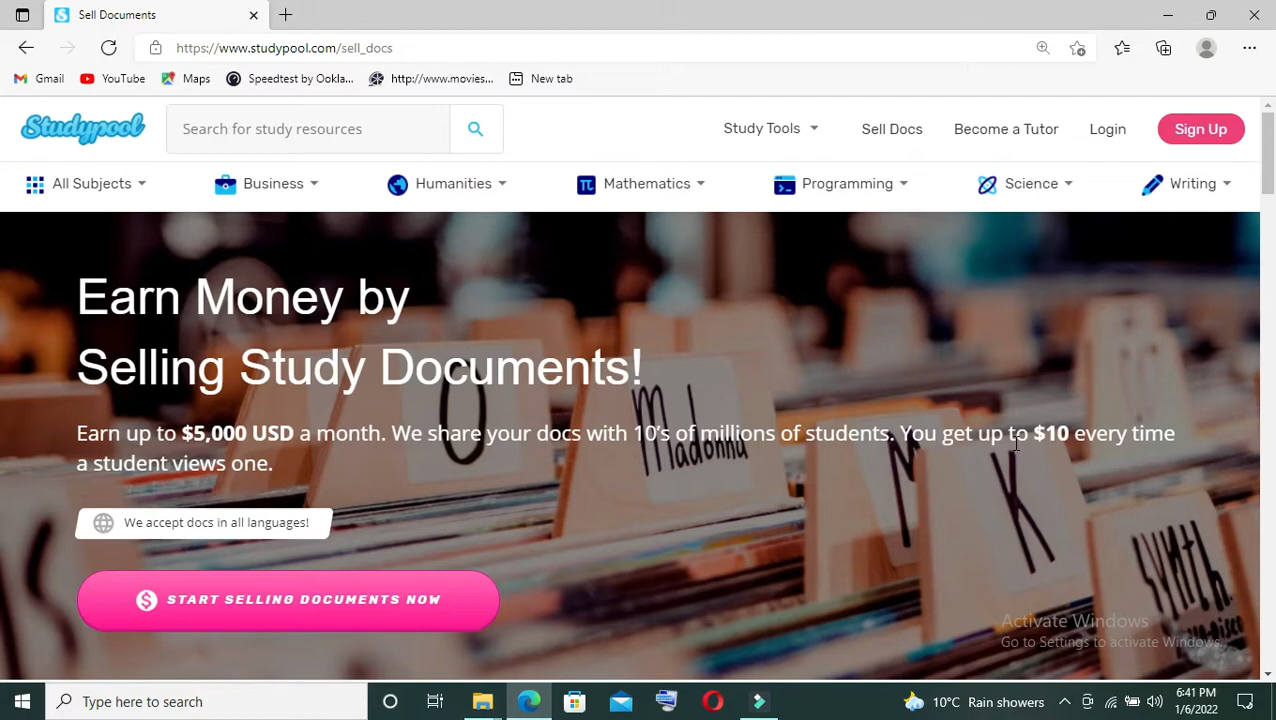 Sell Documents
https://www.studypool.com/sell_docs
Gmail YouTube Maps Speedtest by Ookla... http://www.movies... New tab
Studypool Search for study resources Study Tools Sell Docs Become a Tutor Login Sign Up
All Subjects Business Humanities Mathematics Programming Science Writing
Earn Money by
Selling Study Documents!
O
Madonna
K
Synth
Earn up to $5,000 USD a month. We share your docs with 10's of millions of students. You get up to $10 every time
a student views one.
We accept docs in all languages!
START SELLING DOCUMENTS NOW
Activate Windows
Go to Settings to activate Windows.
Type here to search
10°C Rain showers
6:41 PM
1/6/2022